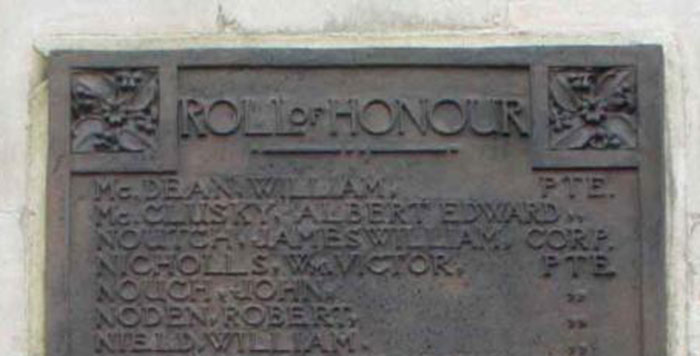 ROLL OF HONOUR
Mc. DEAN, WILLIAM, PTE.
Mc. CLUSKY, ALBERT EDWARD ,,
NOUTCH, JAMES WILLIAM, CORP.
NICHOLLS, WM. VICTOR, PTE.
NOUCH, JOHN, ,,
NODEN, ROBERT, ,,
NIELD, WILLIAM. ,,